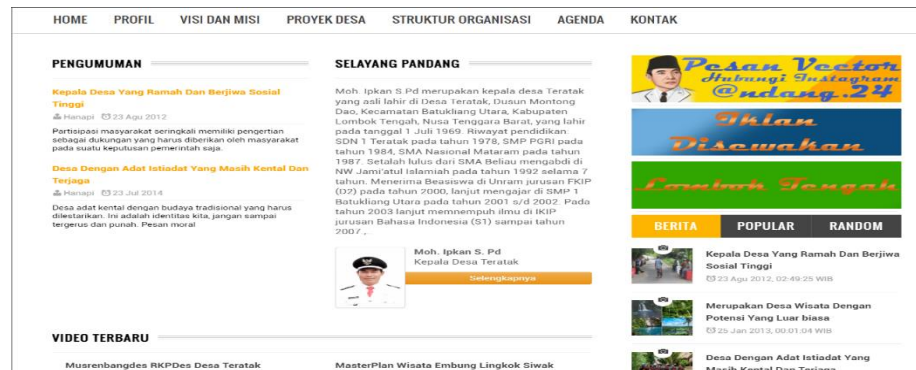 HOME PROFIL VISI DAN MISI PROYEK DESA STRUKTUR ORGANISASI AGENDA KONTAK
PENGUMUMAN
Kepala Desa Yang Ramah Dan Berjiwa Sosial
Tinggi
Hanapi 23 Agu 2012
Partisipasi masyarakat seringkali memiliki pengertian
sebagai dukungan yang harus diberikan oleh masyarakat
pada suatu keputusan pemerintah saja.
Desa Dengan Adat Istiadat Yang Masih Kental Dan
Terjaga
Hanapi 23 Jul 2014
Desa adat kental dengan budaya tradisional yang harus
dilestarikan. Ini adalah identitas kita, jangan sampai
tergerus dan punah. Pesan moral
SELAYANG PANDANG
Moh. Ipkan S.Pd merupakan kepala desa Teratak
yang asli lahir di Desa Teratak, Dusun Montong
Dao, Kecamatan Batukliang Utara, Kabupaten
Lombok Tengah, Nusa Tenggara Barat, yang lahir
pada tanggal 1 Juli 1969. Riwayat pendidikan
SDN 1 Teratak pada tahun 1978, SMP PGRI pada
tahun 1984, SMA Nasional Mataram pada tahun
1987. Setalah lulus dari SMA Beliau mengabdi di
NW Jami'atul Islamiah pada tahun 1992 selama 7
tahun. Menerima Beasiswa di Unram jurusan FKIP
(D2) pada tahun 2000, lanjut mengajar di SMP 1
Batukliang Utara pada tahun 2001 s/d 2002. Pada
tahun 2003 lanjut memnempuh ilmu di IKIP
jurusan Bahasa Indonesia (S1) sampai tahun
2007 ,
Moh. Ipkan S. Pd
Kepala Desa Teratak
Selengkapnya
Pesan Vector
Hubungi Instagram
@ndang.24
Iklan
Disewakan
Lombok Tengah
BERITA POPULAR RANDOM
Kepala Desa Yang Ramah Dan Berjiwa
Sosial Tinggi
23 Agu 2012, 02:49:25 WIB
Merupakan Desa Wisata Dengan
Potensi Yang Luar biasa
25 Jan 2013, 00:01:04 WIB
Desa Dengan Adat Istiadat Yang
Masih Kental Dan Terjaga
VIDEO TERBARU
Musrenbangdes RKPDes Desa Teratak
MasterPlan Wisata Embung Lingkok Siwak